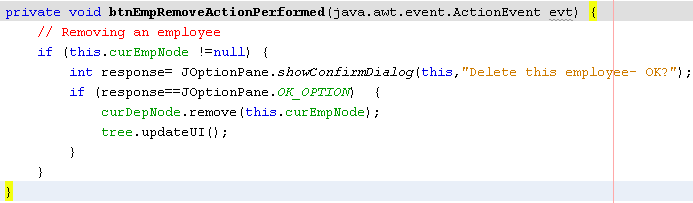 private void btnEmpRemoveActionPerformed(java.awt.event.ActionEvent evt) {
// Removing an employee
if (this.curEmpNode !=null) {
int response= JOptionPane.showConfirmDialog(this,"Delete this employee- OK?");
if (response==JOptionPane.OK_OPTION) {
curDepNode.remove(this.curEmpNode);
tree.updateUI();
}
}
}